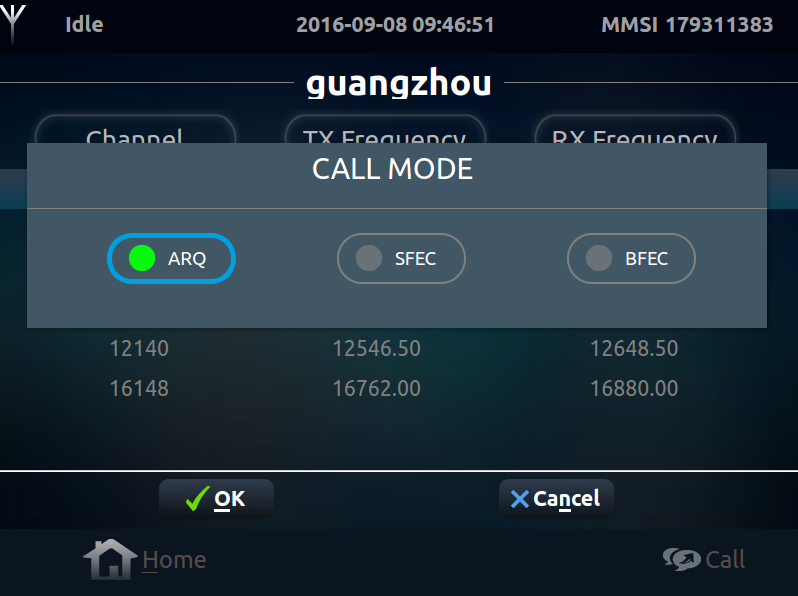 Idle 2016-09-08 09:46:51 MMSI 179311383
guangzhou
Channel TX Frequency RX Frequency
CALL MODE
ARQ SFEC BFEC
12140 12546.50 12648.50
16148 16762.00 16880.00
OK Cancel
Home Call